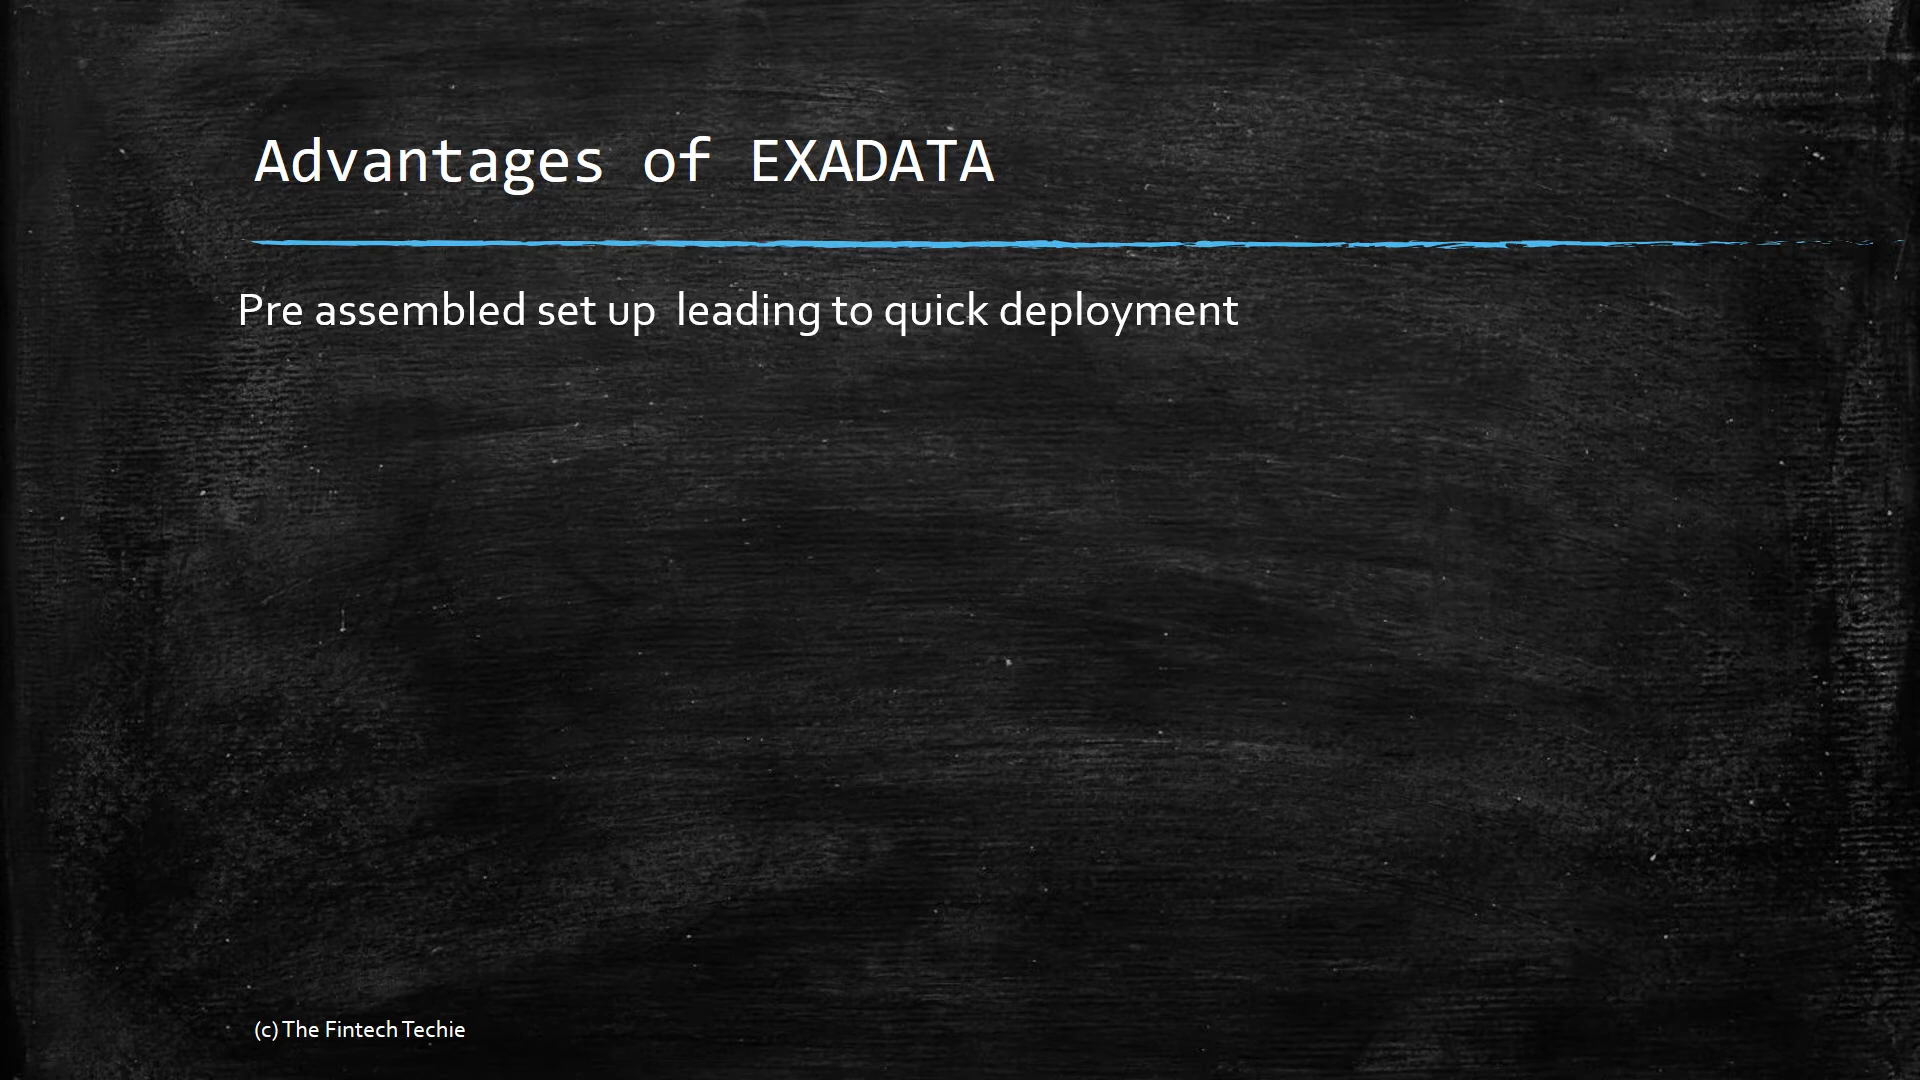 Advantages of EXADATA
Pre assembled set up  leading to quick deployment
(c) The Fintech Techie